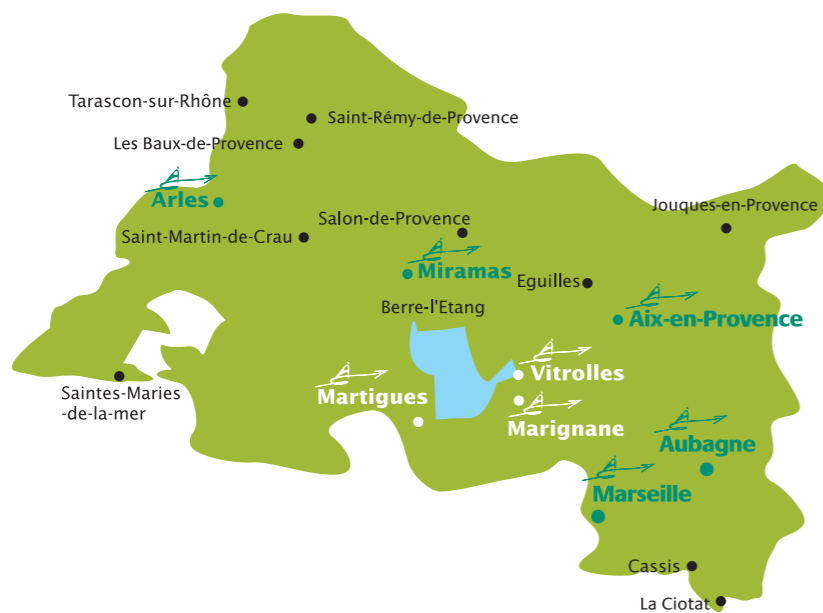 Tarascon-sur-Rhône
Saint-Rémy-de-Provence
Les Baux-de-Provence
Arles
Jouques-en-Provence
Salon-de-Provence
Saint-Martin-de-Crau
Miramas
Eguilles
Berre-l'Etang
Aix-en-Provence
Vitrolles
Saintes-Maries
-de-la-mer
Martigues
Marignane
Aubagne
Marseille
Cassis
La Ciotat